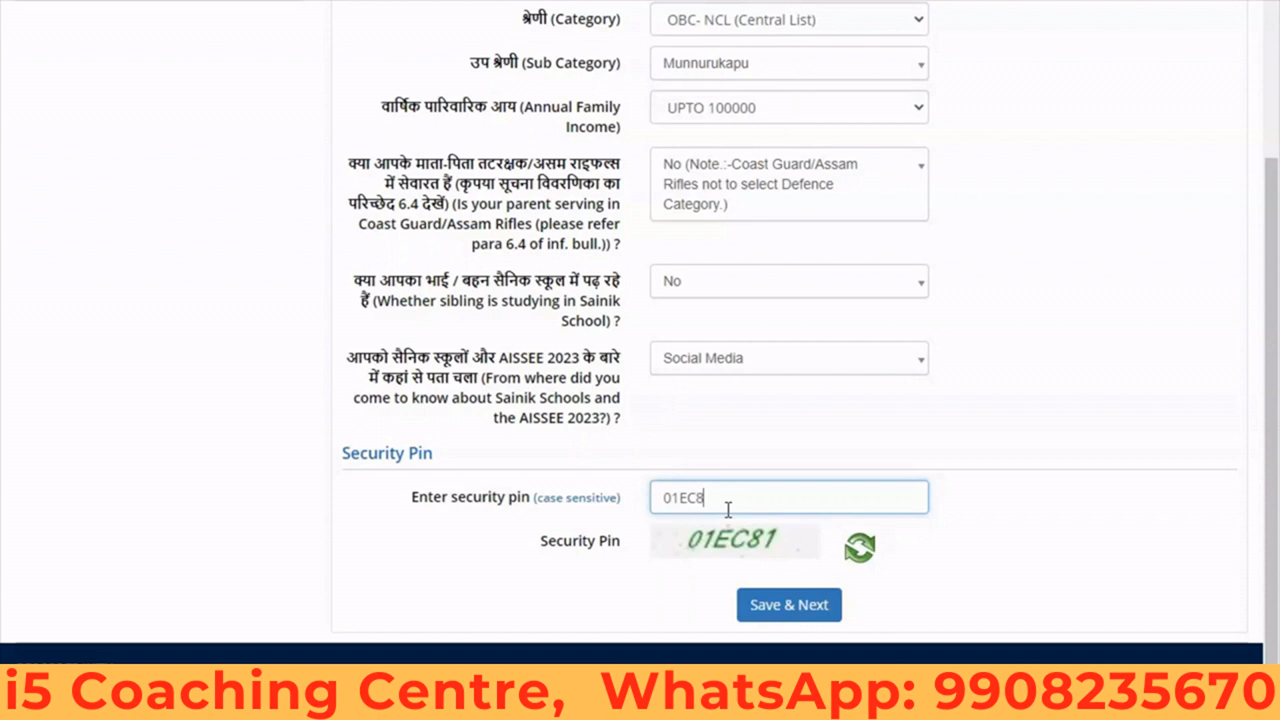 श्रेणी (Category)
OBC- NCL (Central List)
उप श्रेणी (Sub Category)
Munnurukapu
वार्षिक पारिवारिक आय (Annual Family
Income)
UPTO 100000
क्या आपके माता-पिता तटरक्षक/असम राइफल्स
में सेवारत हैं (कृपया सूचना विवरणिका का
परिच्छेद 6.4 देखें) (Is your parent serving in
Coast Guard/Assam Rifles (please refer
para 6.4 of inf. bull.)) ?
No (Note.:-Coast Guard/Assam
Rifles not to select Defence
Category.)
क्या आपका भाई / बहन सैनिक स्कूल में पढ़ रहे
हैं (Whether sibling is studying in Sainik
School) ?
No
आपको सैनिक स्कूलों और AISSEE 2023 के बारे
में कहां से पता चला (From where did you
come to know about Sainik Schools and
the AISSEE 2023?) ?
Social Media
Security Pin
Enter security pin (case sensitive)
01EC8
Security Pin
01EC81
Save & Next
i5 Coaching Centre, WhatsApp: 9908235670